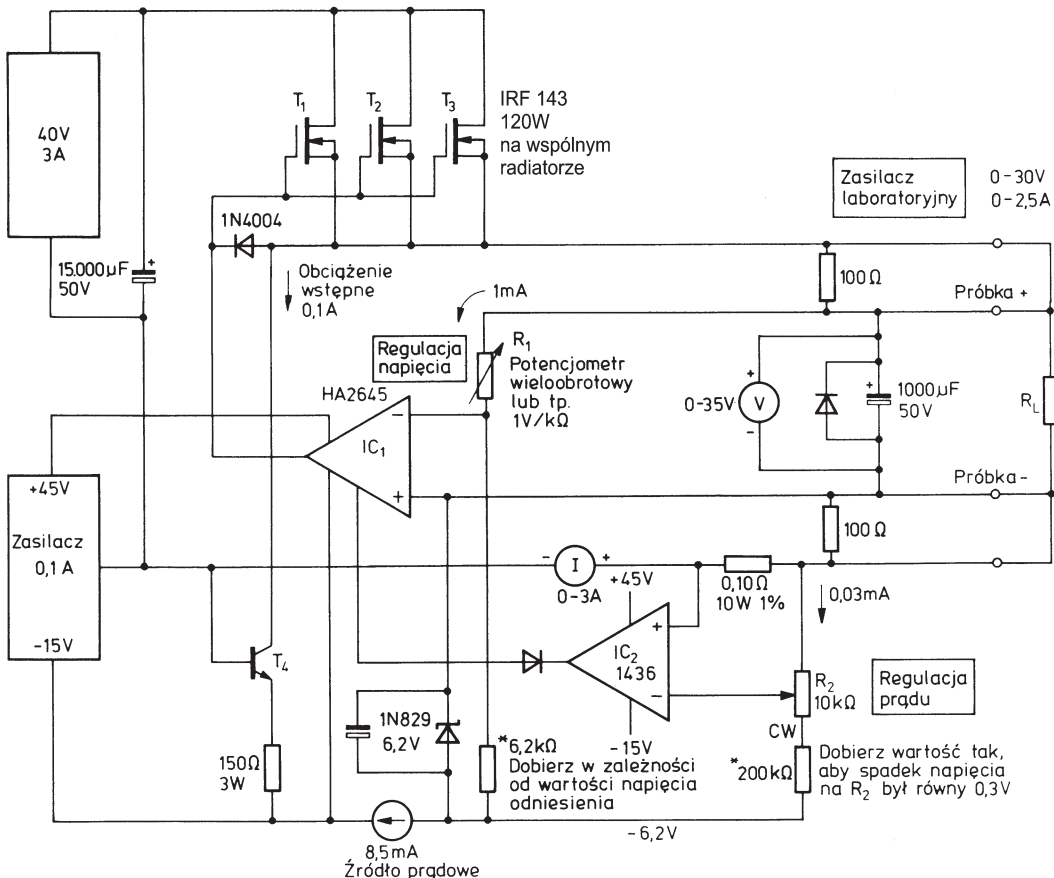 40V
3A
15.000μF
50V
+
T₁
T₂
T₃
IRF 143
120W
na wspólnym
radiatorze
1N4004
Obciążenie
wstępne
0,1A
Zasilacz
laboratoryjny
0-30V
0-2,5A
100Ω
Próbka +
1mA
Regulacja
napięcia
R₁
Potencjometr
wieloobrotowy
lub tp.
1V/kΩ
HA2645
IC₁
−
+
0-35V
V
+
−
+
1000μF
50V
R_L
Próbka -
100Ω
+45V
Zasilacz
0,1 A
-15V
-
I
+
0-3A
0,10Ω
10W 1%
0,03mA
+45V
IC₂
1436
+
−
-15V
R₂
10kΩ
CW
Regulacja
prądu
T₄
150Ω
3W
1N829
6,2V
*6,2kΩ
Dobierz w zależności
od wartości napięcia
odniesienia
*200kΩ
Dobierz wartość tak,
aby spadek napięcia
na R₂ był równy 0,3V
-6,2V
8,5mA
Źródło prądowe